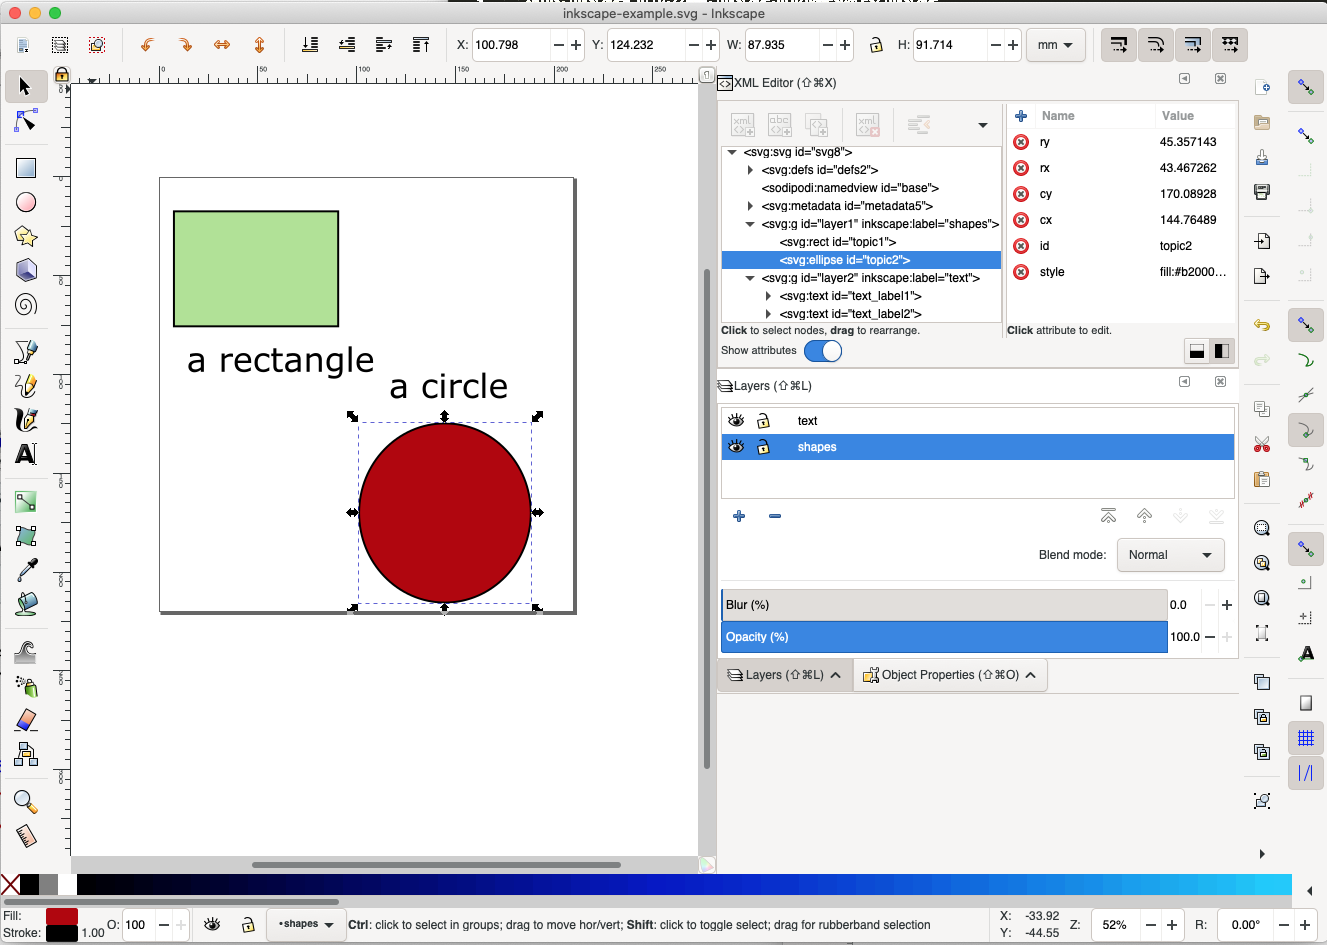 inkscape-example.svg - Inkscape
X: 100.798 Y: 124.232 W: 87.935 H: 91.714 mm
0 50 100 150 200 250
XML Editor (⇧⌘X)
<svg:svg id="svg8">
<svg:defs id="defs2">
<sodipodi:namedview id="base">
<svg:metadata id="metadata5">
<svg:g id="layer1" inkscape:label="shapes">
<svg:rect id="topic1">
<svg:ellipse id="topic2">
<svg:g id="layer2" inkscape:label="text">
<svg:text id="text_label1">
<svg:text id="text_label2">
Click to select nodes, drag to rearrange.
Show attributes
Name Value
ry 45.357143
rx 43.467262
cy 170.08928
cx 144.76489
id topic2
style fill:#b2000...
Click attribute to edit.
a rectangle
a circle
Layers (⇧⌘L)
text
shapes
Blend mode: Normal
Blur (%) 0.0
Opacity (%) 100.0
Layers (⇧⌘L) Object Properties (⇧⌘O)
Fill:
Stroke: 1.00
O: 100
•shapes
Ctrl: click to select in groups; drag to move hor/vert; Shift: click to toggle select; drag for rubberband selection
X: -33.92
Y: -44.55
Z: 52%
R: 0.00°